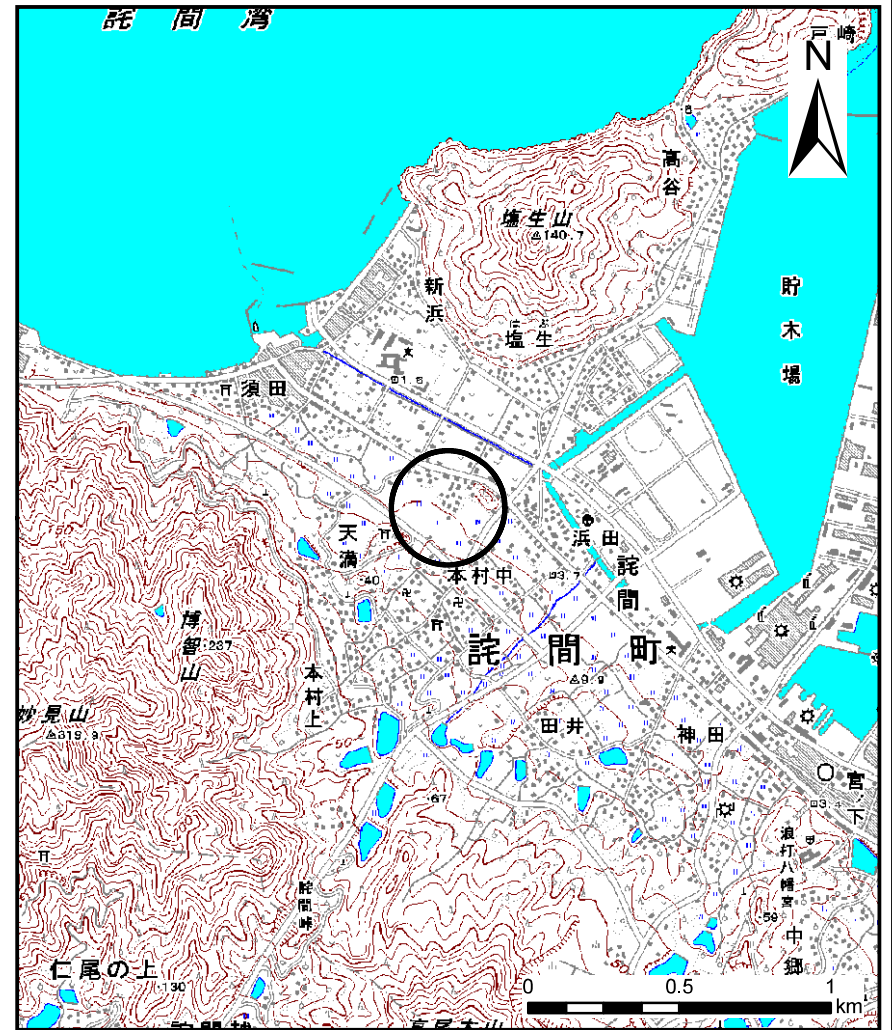 詫間湾
戸崎
N
高谷
塩生山
140.7
貯木場
新浜
塩生
1.6
須田
天満
浜田
詫間
本村中
3.7
40
博智山
237
詫間町
9.9
本村上
妙見山
319.9
田井
神田
宮ノ下
3.4
67
浪打八幡宮
詫間峠
59
中郷
仁尾の上
130
0 0.5 1
km